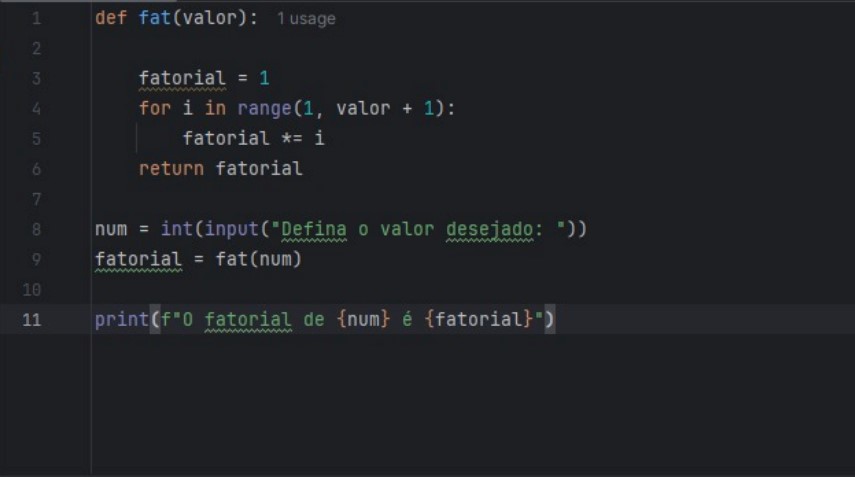 1 def fat(valor): 1 usage
2
3 fatorial = 1
4 for i in range(1, valor + 1):
5 fatorial *= i
6 return fatorial
7
8 num = int(input("Defina o valor desejado: "))
9 fatorial = fat(num)
10
11 print(f"O fatorial de {num} é {fatorial}")